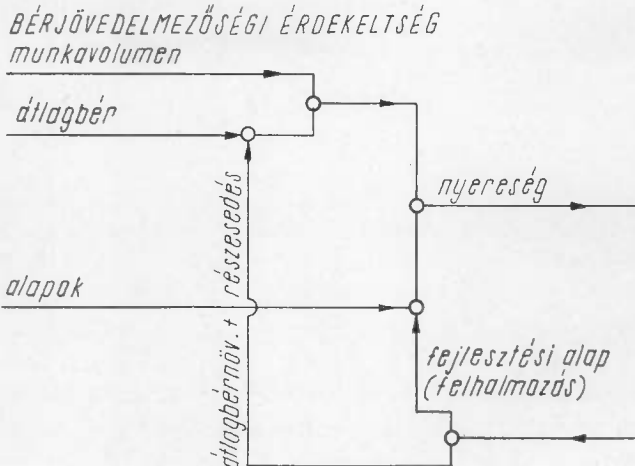 BÉRJÖVEDELMEZŐSÉGI ÉRDEKELTSÉG
munkavolumen
átlagbér
nyereség
átlagbérnöv.+ részesedés
alapok
fejlesztési alap
(felhalmozás)